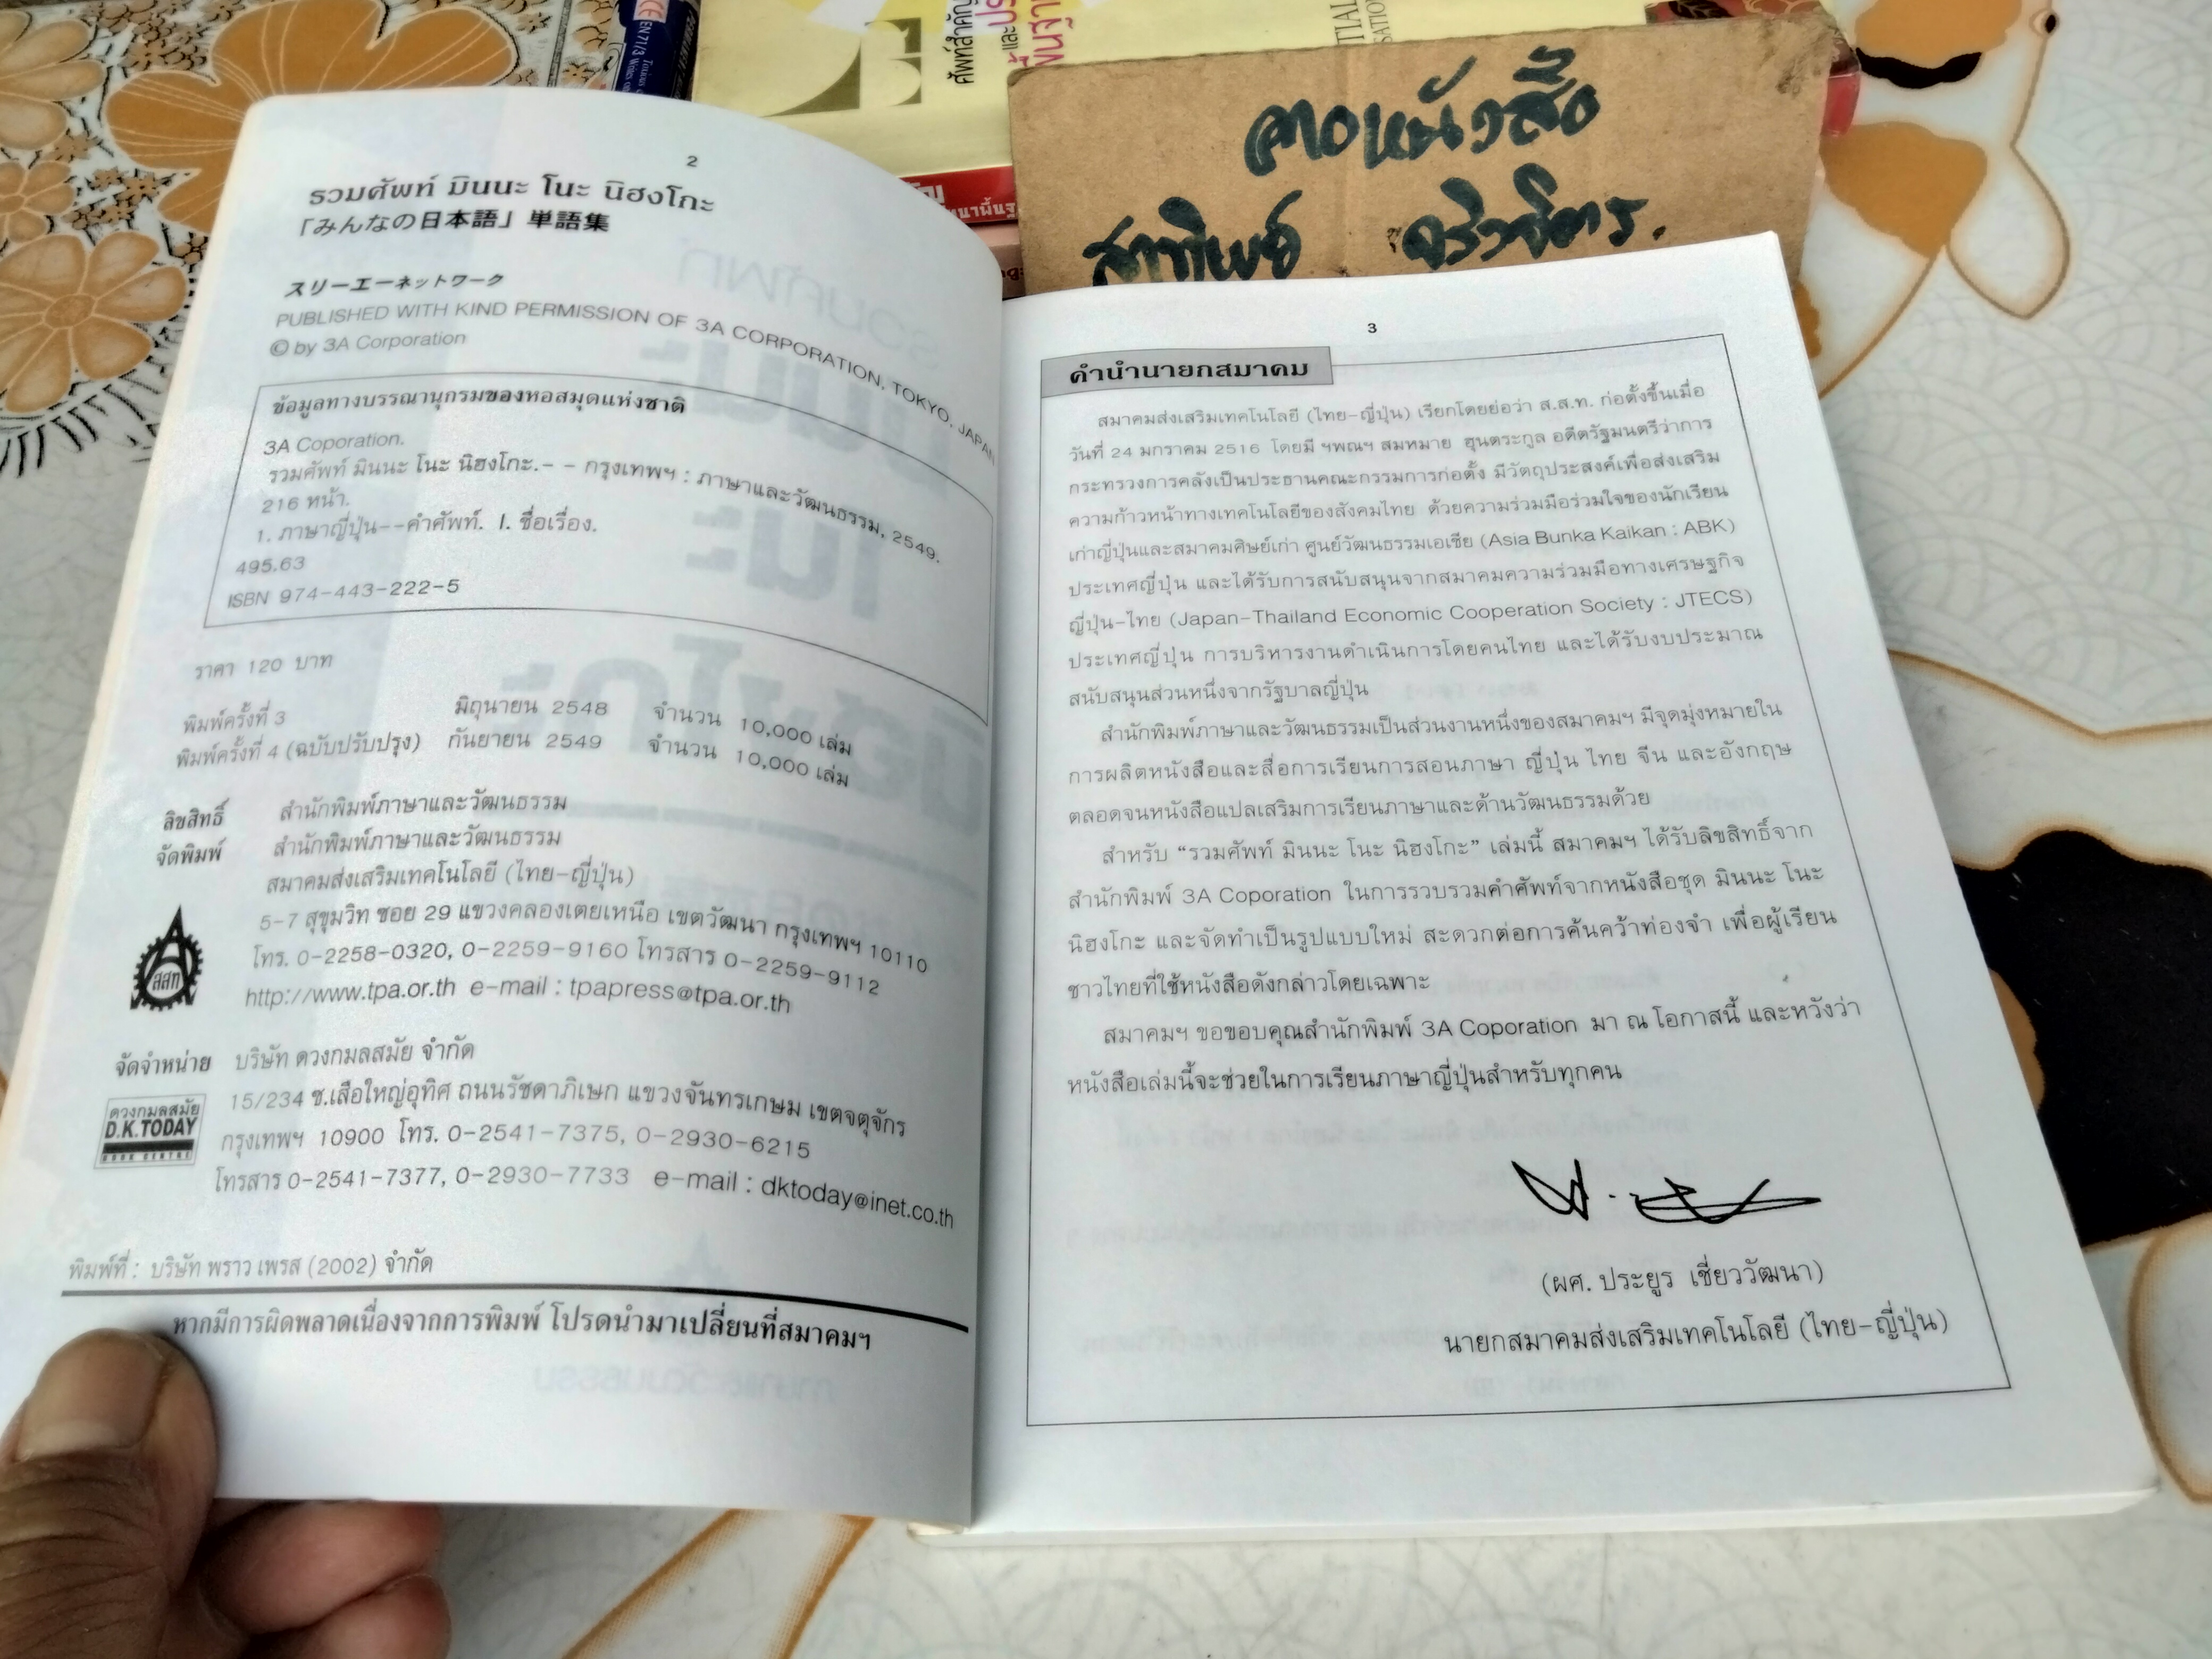 2
รวมศัพท์ มินนะ โนะ นิฮงโกะ
「みんなの日本語」単語集
スリーエーネットワーク
PUBLISHED WITH KIND PERMISSION OF 3A CORPORATION, TOKYO, JAPAN
© by 3A Corporation
ข้อมูลทางบรรณานุกรมของหอสมุดแห่งชาติ
3A Coporation.
รวมศัพท์ มินนะ โนะ นิฮงโกะ.-- กรุงเทพฯ : ภาษาและวัฒนธรรม, 2549.
216 หน้า.
1. ภาษาญี่ปุ่น--คำศัพท์. I. ชื่อเรื่อง.
495.63
ISBN 974-443-222-5
ราคา 120 บาท
พิมพ์ครั้งที่ 3 มิถุนายน 2548 จำนวน 10,000 เล่ม
พิมพ์ครั้งที่ 4 (ฉบับปรับปรุง) กันยายน 2549 จำนวน 10,000 เล่ม
ลิขสิทธิ์ สำนักพิมพ์ภาษาและวัฒนธรรม
จัดพิมพ์ สำนักพิมพ์ภาษาและวัฒนธรรม
สมาคมส่งเสริมเทคโนโลยี (ไทย-ญี่ปุ่น)
5-7 สุขุมวิท ซอย 29 แขวงคลองเตยเหนือ เขตวัฒนา กรุงเทพฯ 10110
โทร. 0-2258-0320, 0-2259-9160 โทรสาร 0-2259-9112
http://www.tpa.or.th e-mail : tpapress@tpa.or.th
สสท
จัดจำหน่าย บริษัท ดวงกมลสมัย จำกัด
15/234 ซ.เสือใหญ่อุทิศ ถนนรัชดาภิเษก แขวงจันทรเกษม เขตจตุจักร
กรุงเทพฯ 10900 โทร. 0-2541-7375, 0-2930-6215
โทรสาร 0-2541-7377, 0-2930-7733 e-mail : dktoday@inet.co.th
ดวงกมลสมัย
D.K.TODAY
BOOK CENTRE
พิมพ์ที่ : บริษัท พราว เพรส (2002) จำกัด
หากมีการผิดพลาดเนื่องจากการพิมพ์ โปรดนำมาเปลี่ยนที่สมาคมฯ
3
คำนำนายกสมาคม
สมาคมส่งเสริมเทคโนโลยี (ไทย-ญี่ปุ่น) เรียกโดยย่อว่า ส.ส.ท. ก่อตั้งขึ้นเมื่อ
วันที่ 24 มกราคม 2516 โดยมี ฯพณฯ สมหมาย ฮุนตระกูล อดีตรัฐมนตรีว่าการ
กระทรวงการคลังเป็นประธานคณะกรรมการก่อตั้ง มีวัตถุประสงค์เพื่อส่งเสริม
ความก้าวหน้าทางเทคโนโลยีของสังคมไทย ด้วยความร่วมมือร่วมใจของนักเรียน
เก่าญี่ปุ่นและสมาคมศิษย์เก่า ศูนย์วัฒนธรรมเอเชีย (Asia Bunka Kaikan : ABK)
ประเทศญี่ปุ่น และได้รับการสนับสนุนจากสมาคมความร่วมมือทางเศรษฐกิจ
ญี่ปุ่น-ไทย (Japan-Thailand Economic Cooperation Society : JTECS)
ประเทศญี่ปุ่น การบริหารงานดำเนินการโดยคนไทย และได้รับงบประมาณ
สนับสนุนส่วนหนึ่งจากรัฐบาลญี่ปุ่น
สำนักพิมพ์ภาษาและวัฒนธรรมเป็นส่วนงานหนึ่งของสมาคมฯ มีจุดมุ่งหมายใน
การผลิตหนังสือและสื่อการเรียนการสอนภาษา ญี่ปุ่น ไทย จีน และอังกฤษ
ตลอดจนหนังสือแปลเสริมการเรียนภาษาและด้านวัฒนธรรมด้วย
สำหรับ “รวมศัพท์ มินนะ โนะ นิฮงโกะ” เล่มนี้ สมาคมฯ ได้รับลิขสิทธิ์จาก
สำนักพิมพ์ 3A Coporation ในการรวบรวมคำศัพท์จากหนังสือชุด มินนะ โนะ
นิฮงโกะ และจัดทำเป็นรูปแบบใหม่ สะดวกต่อการค้นคว้าท่องจำ เพื่อผู้เรียน
ชาวไทยที่ใช้หนังสือดังกล่าวโดยเฉพาะ
สมาคมฯ ขอขอบคุณสำนักพิมพ์ 3A Coporation มา ณ โอกาสนี้ และหวังว่า
หนังสือเล่มนี้จะช่วยในการเรียนภาษาญี่ปุ่นสำหรับทุกคน
(ผศ. ประยูร เชี่ยววัฒนา)
นายกสมาคมส่งเสริมเทคโนโลยี (ไทย-ญี่ปุ่น)
ศัพท์สำคัญ